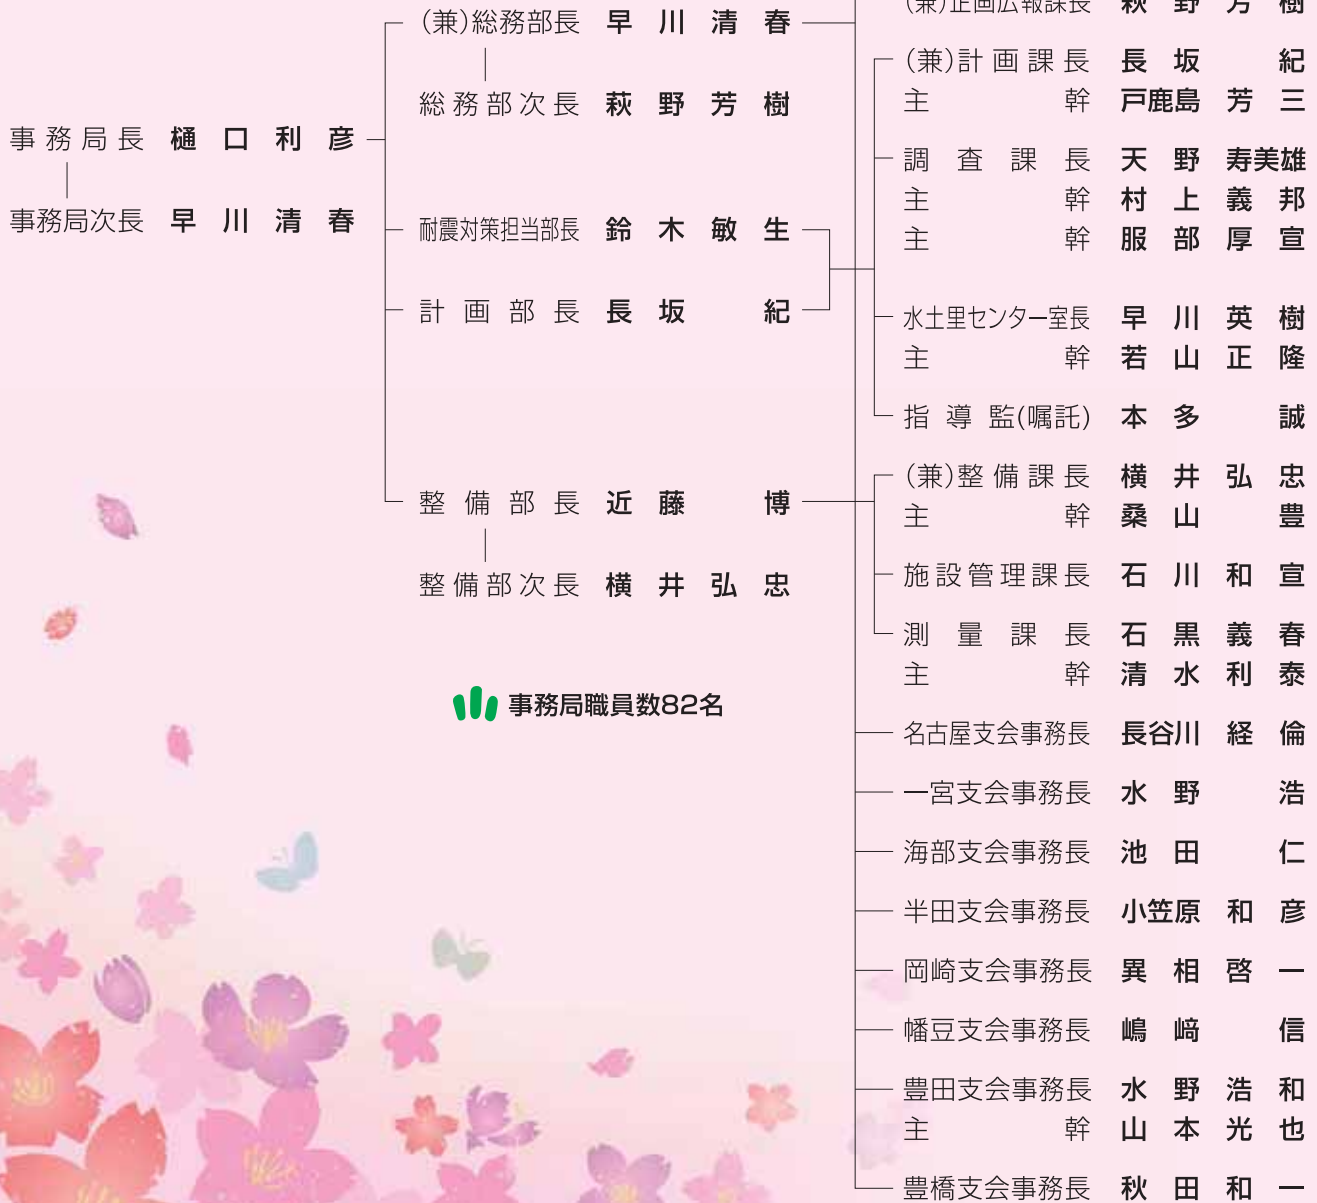 事務局長 樋口利彦
事務局次長 早川清春
(兼)総務部長 早川清春
総務部次長 萩野芳樹
耐震対策担当部長 鈴木敏生
計画部長 長坂紀
整備部長 近藤博
整備部次長 横井弘忠
事務局職員数82名
(兼)企画広報課長 萩野芳樹
(兼)計画課長 長坂紀
主幹 戸鹿島芳三
調査課長 天野寿美雄
主幹 村上義邦
主幹 服部厚宣
水土里センター室長 早川英樹
主幹 若山正隆
指導監(嘱託) 本多誠
(兼)整備課長 横井弘忠
主幹 桑山豊
施設管理課長 石川和宣
測量課長 石黒義春
主幹 清水利泰
名古屋支会事務長 長谷川経倫
一宮支会事務長 水野浩
海部支会事務長 池田仁
半田支会事務長 小笠原和彦
岡崎支会事務長 異相啓一
幡豆支会事務長 嶋﨑信
豊田支会事務長 水野浩和
主幹 山本光也
豊橋支会事務長 秋田和一